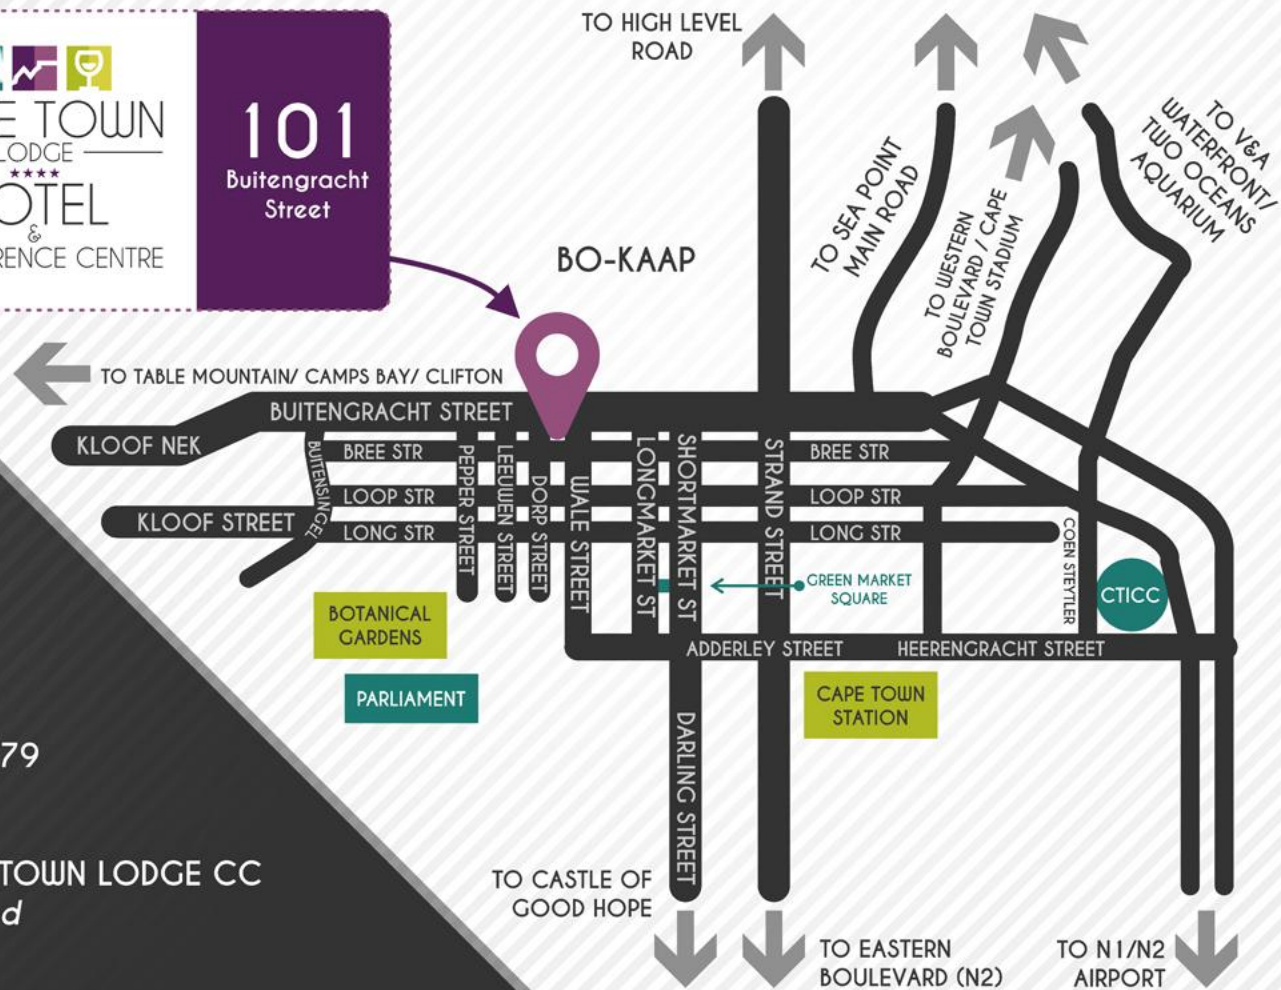 E TOWN
LODGE
OTEL
&
RENCE CENTRE
101
Buitengracht
Street
TO HIGH LEVEL
ROAD
TO SEA POINT
MAIN ROAD
TO WESTERN
BOULEVARD / CAPE
TOWN STADIUM
TO V&A
WATERFRONT/
TWO OCEANS
AQUARIUM
BO-KAAP
TO TABLE MOUNTAIN/ CAMPS BAY/ CLIFTON
BUITENGRACHT STREET
KLOOF NEK
BUITENSINGEL
BREE STR
BREE STR
LOOP STR
LOOP STR
KLOOF STREET
LONG STR
LONG STR
PEPPER STREET
LEEUWEN STREET
DORP STREET
WALE STREET
LONGMARKET ST
SHORTMARKET ST
STRAND STREET
COEN STEYTLER
GREEN MARKET
SQUARE
CTICC
BOTANICAL
GARDENS
ADDERLEY STREET
HEERENGRACHT STREET
PARLIAMENT
CAPE TOWN
STATION
DARLING STREET
79
TOWN LODGE CC
d
TO CASTLE OF
GOOD HOPE
TO EASTERN
BOULEVARD (N2)
TO N1/N2
AIRPORT